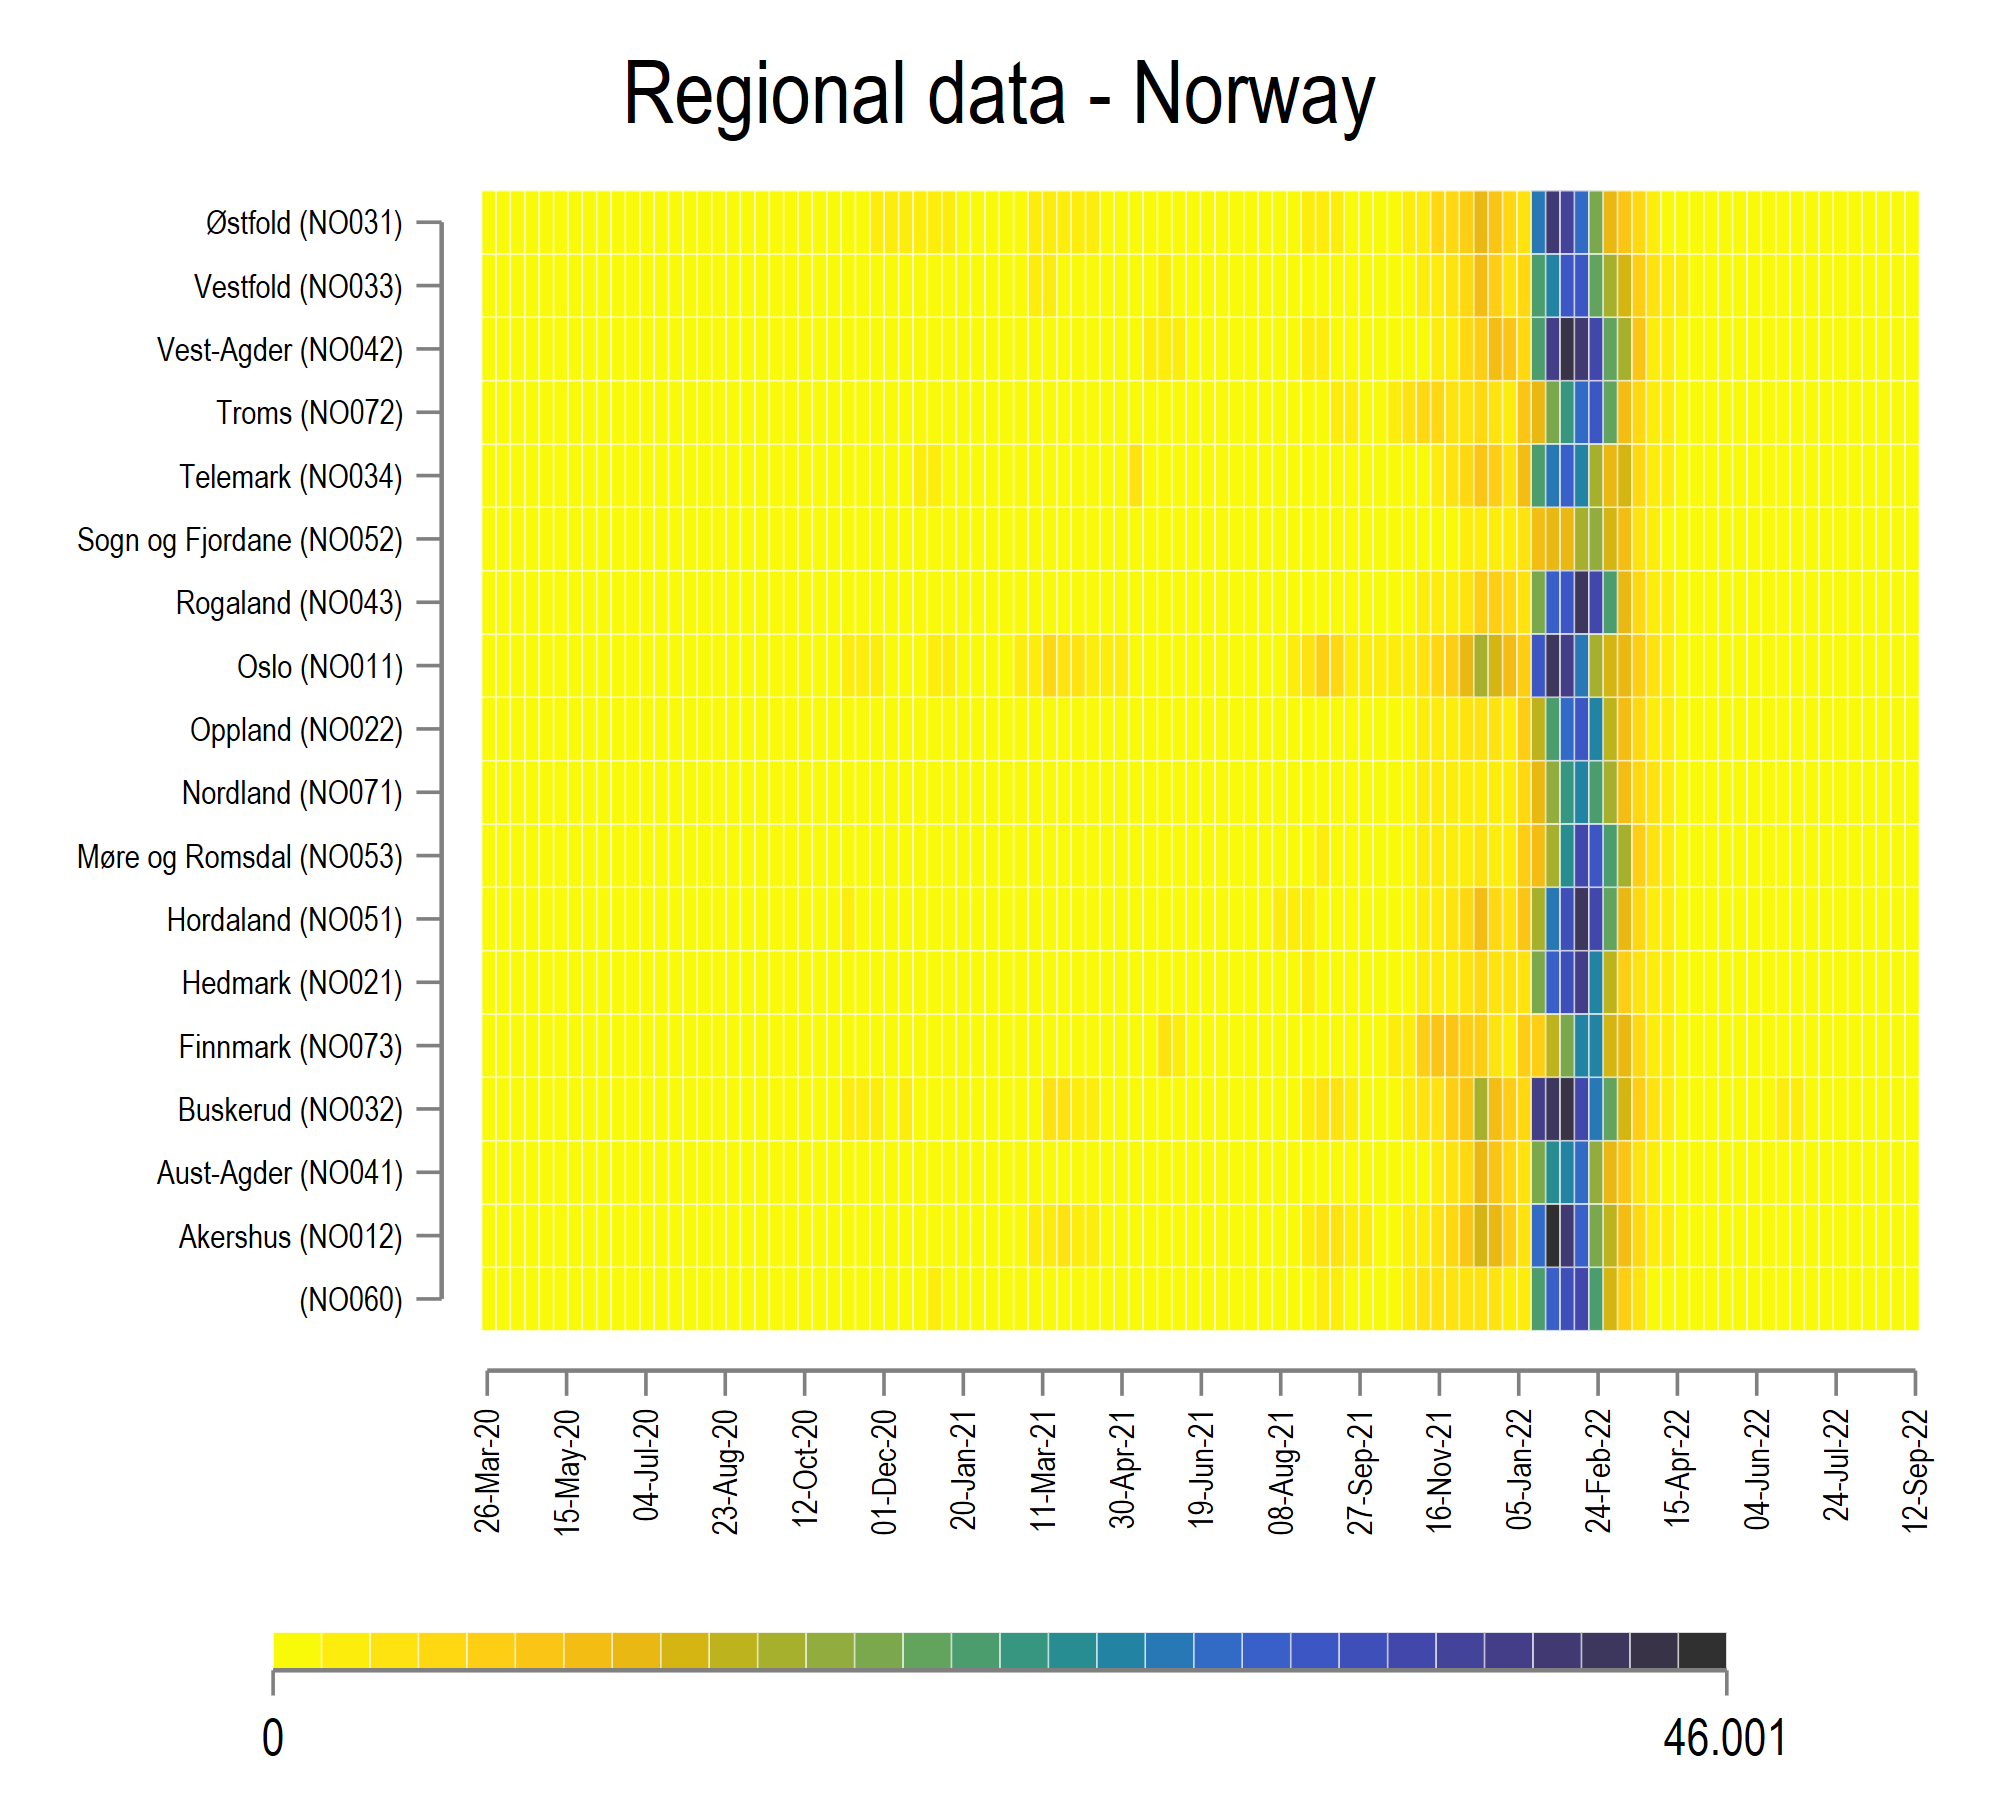 Regional data - Norway
Østfold (NO031)
Vestfold (NO033)
Vest-Agder (NO042)
Troms (NO072)
Telemark (NO034)
Sogn og Fjordane (NO052)
Rogaland (NO043)
Oslo (NO011)
Oppland (NO022)
Nordland (NO071)
Møre og Romsdal (NO053)
Hordaland (NO051)
Hedmark (NO021)
Finnmark (NO073)
Buskerud (NO032)
Aust-Agder (NO041)
Akershus (NO012)
(NO060)
26-Mar-20
15-May-20
04-Jul-20
23-Aug-20
12-Oct-20
01-Dec-20
20-Jan-21
11-Mar-21
30-Apr-21
19-Jun-21
08-Aug-21
27-Sep-21
16-Nov-21
05-Jan-22
24-Feb-22
15-Apr-22
04-Jun-22
24-Jul-22
12-Sep-22
0
46.001